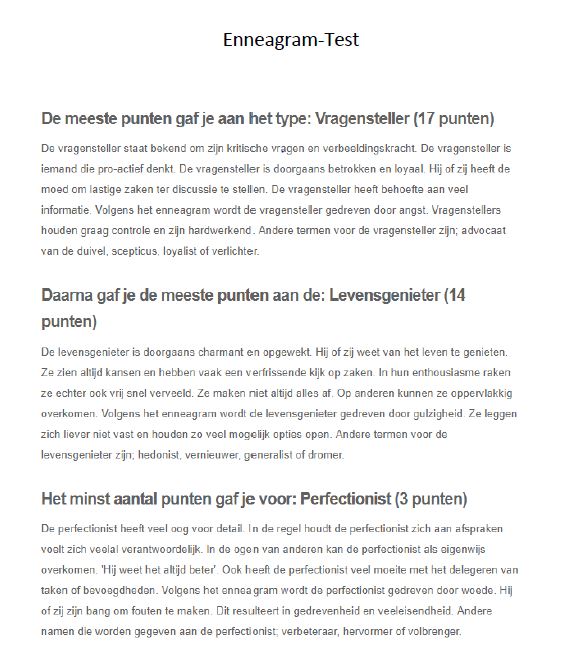 Enneagram-Test
De meeste punten gaf je aan het type: Vragensteller (17 punten)
De vragensteller staat bekend om zijn kritische vragen en verbeeldingskracht. De vragensteller is
iemand die pro-actief denkt. De vragensteller is doorgaans betrokken en loyaal. Hij of zij heeft de
moed om lastige zaken ter discussie te stellen. De vragensteller heeft behoefte aan veel
informatie. Volgens het enneagram wordt de vragensteller gedreven door angst. Vragenstellers
houden graag controle en zijn hardwerkend. Andere termen voor de vragensteller zijn; advocaat
van de duivel, scepticus, loyalist of verlichter.
Daarna gaf je de meeste punten aan de: Levensgenieter (14
punten)
De levensgenieter is doorgaans charmant en opgewekt. Hij of zij weet van het leven te genieten.
Ze zien altijd kansen en hebben vaak een verfrissende kijk op zaken. In hun enthousiasme raken
ze echter ook vrij snel verveeld. Ze maken niet altijd alles af. Op anderen kunnen ze oppervlakkig
overkomen. Volgens het enneagram wordt de levensgenieter gedreven door gulzigheid. Ze leggen
zich liever niet vast en houden zo veel mogelijk opties open. Andere termen voor de
levensgenieter zijn; hedonist, vernieuwer, generalist of dromer.
Het minst aantal punten gaf je voor: Perfectionist (3 punten)
De perfectionist heeft veel oog voor detail. In de regel houdt de perfectionist zich aan afspraken
voelt zich veelal verantwoordelijk. In de ogen van anderen kan de perfectionist als eigenwijs
overkomen. 'Hij weet het altijd beter'. Ook heeft de perfectionist veel moeite met het delegeren van
taken of bevoegdheden. Volgens het enneagram wordt de perfectionist gedreven door woede. Hij
of zij zijn bang om fouten te maken. Dit resulteert in gedrevenheid en veeleisendheid. Andere
namen die worden gegeven aan de perfectionist; verbeteraar, hervormer of volbrenger.